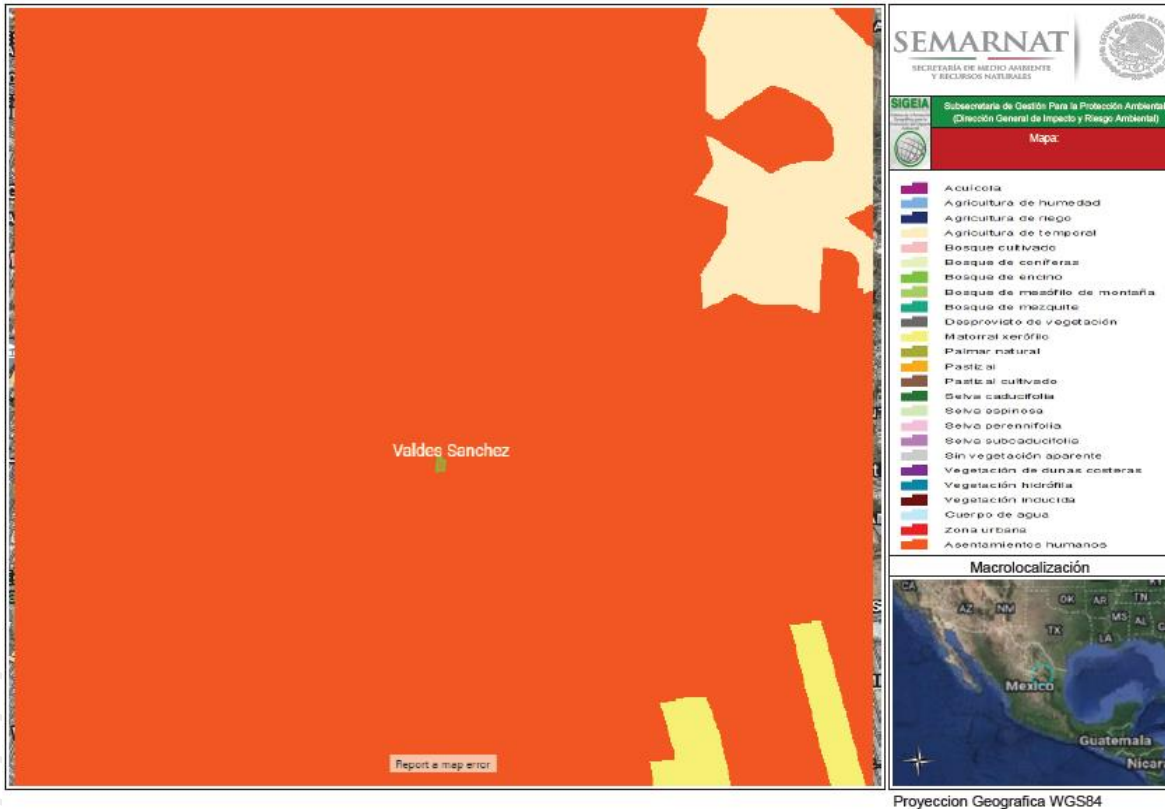 Valdes Sanchez
Report a map error
SEMARNAT
SECRETARÍA DE MEDIO AMBIENTE
Y RECURSOS NATURALES
SIGEIA
Subsecretaria de Gestión Para la Protección Ambiental
(Dirección General de Impacto y Riesgo Ambiental)
Mapa:
Acuícola
Agricultura de humedad
Agricultura de riego
Agricultura de temporal
Bosque cultivado
Bosque de coníferas
Bosque de encino
Bosque de mesófilo de montaña
Bosque de mezquite
Desprovisto de vegetación
Matorral xerófilo
Palmar natural
Pastizal
Pastizal cultivado
Selva caducifolia
Selva espinosa
Selva perennifolia
Selva subcaducifolia
Sin vegetación aparente
Vegetación de dunas costeras
Vegetación hidrófila
Vegetación inducida
Cuerpo de agua
Zona urbana
Asentamientos humanos
Macrolocalización
CA
AZ NM OK AR TN
TX MS AL
LA
Mexico
Guatemala
Nicar
Proyeccion Geografica WGS84